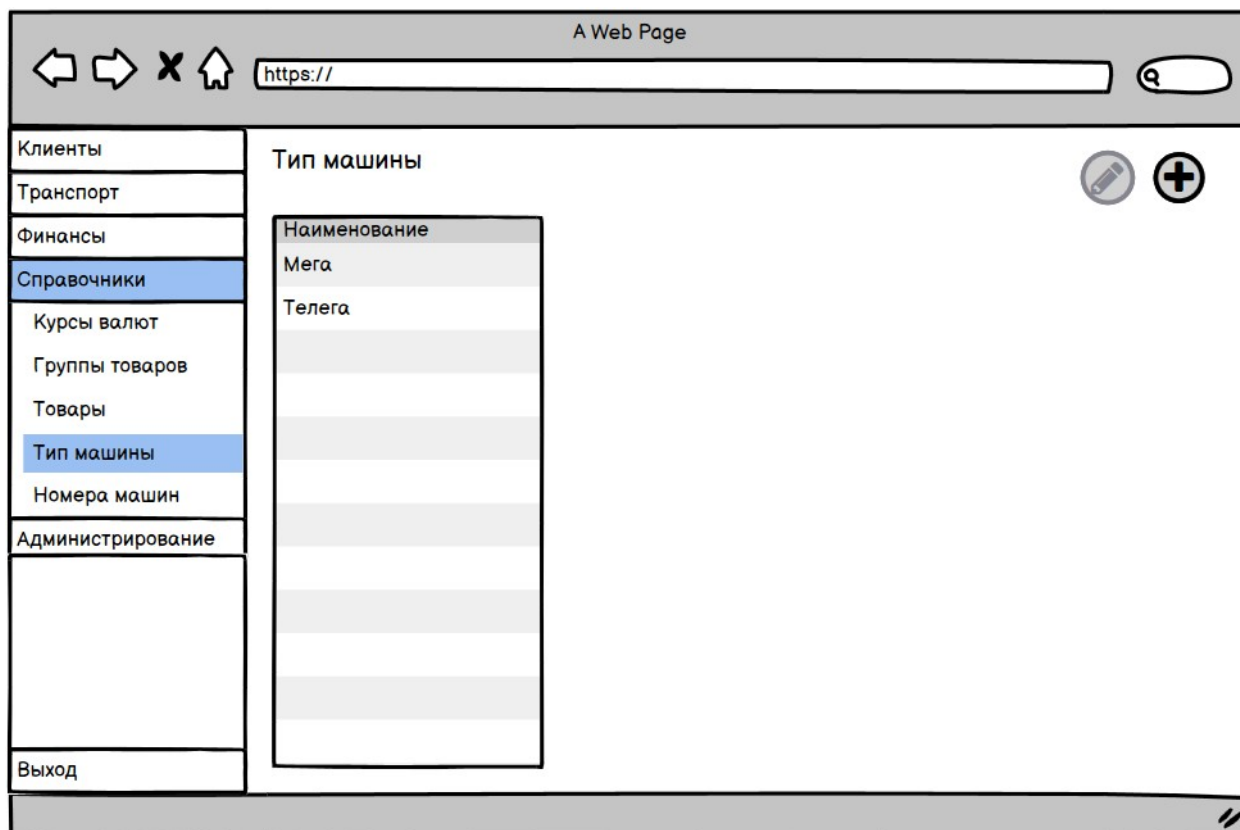 A Web Page
https://
Клиенты
Транспорт
Финансы
Справочники
Курсы валют
Группы товаров
Товары
Тип машины
Номера машин
Администрирование
Выход
Тип машины
Наименование
Мега
Телега